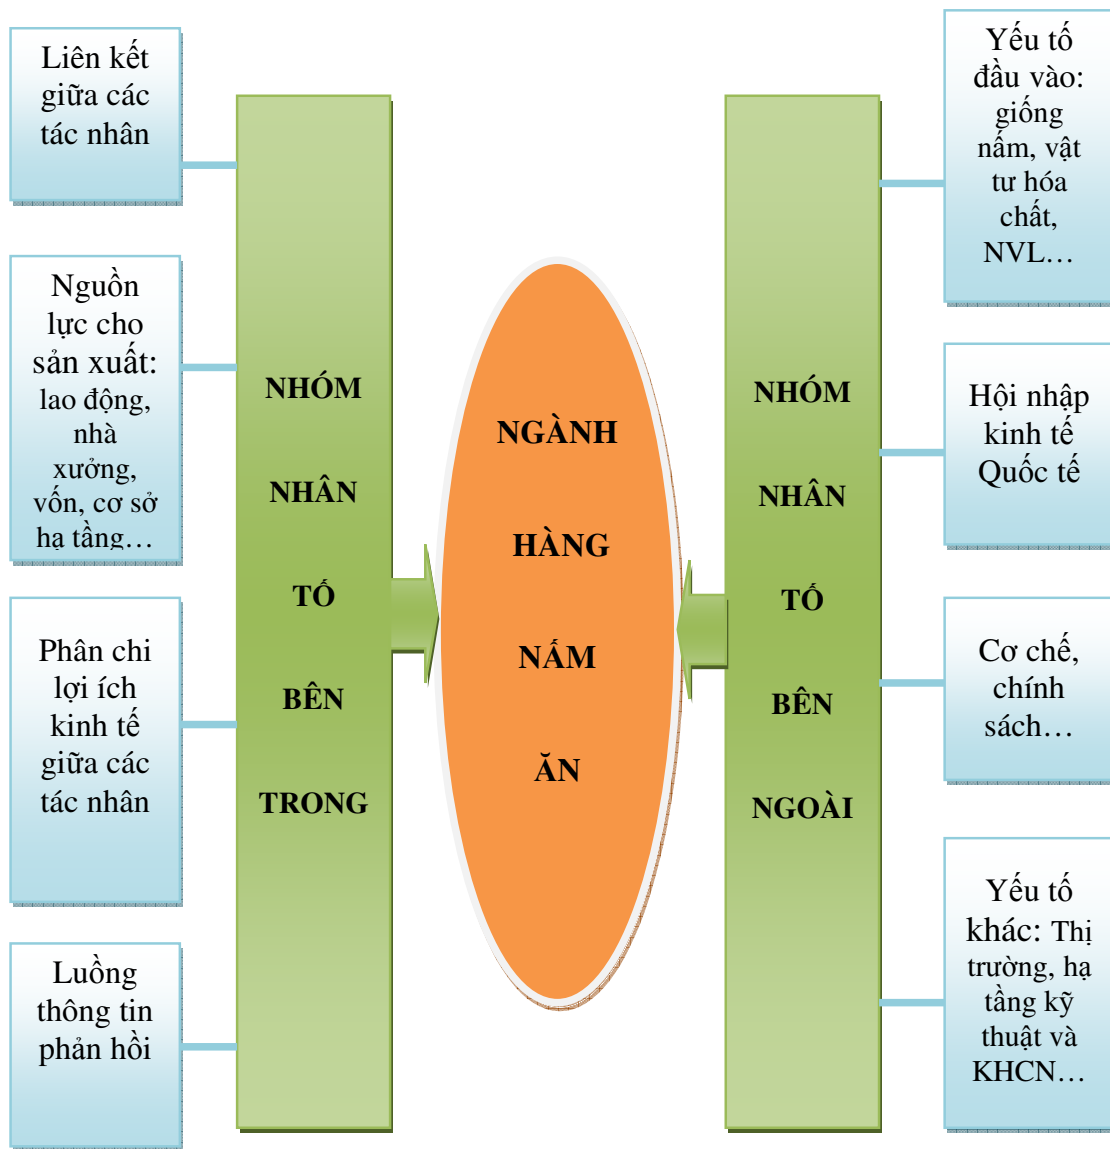 Liên kết
giữa các
tác nhân
Nguồn
lực cho
sản xuất:
lao động,
nhà
xưởng,
vốn, cơ sở
hạ tầng…
Phân chi
lợi ích
kinh tế
giữa các
tác nhân
Luồng
thông tin
phản hồi
NHÓM
NHÂN
TỐ
BÊN
TRONG
NGÀNH
HÀNG
NẤM
ĂN
NHÓM
NHÂN
TỐ
BÊN
NGOÀI
Yếu tố
đầu vào:
giống
nấm, vật
tư hóa
chất,
NVL…
Hội nhập
kinh tế
Quốc tế
Cơ chế,
chính
sách…
Yếu tố
khác: Thị
trường, hạ
tầng kỹ
thuật và
KHCN…